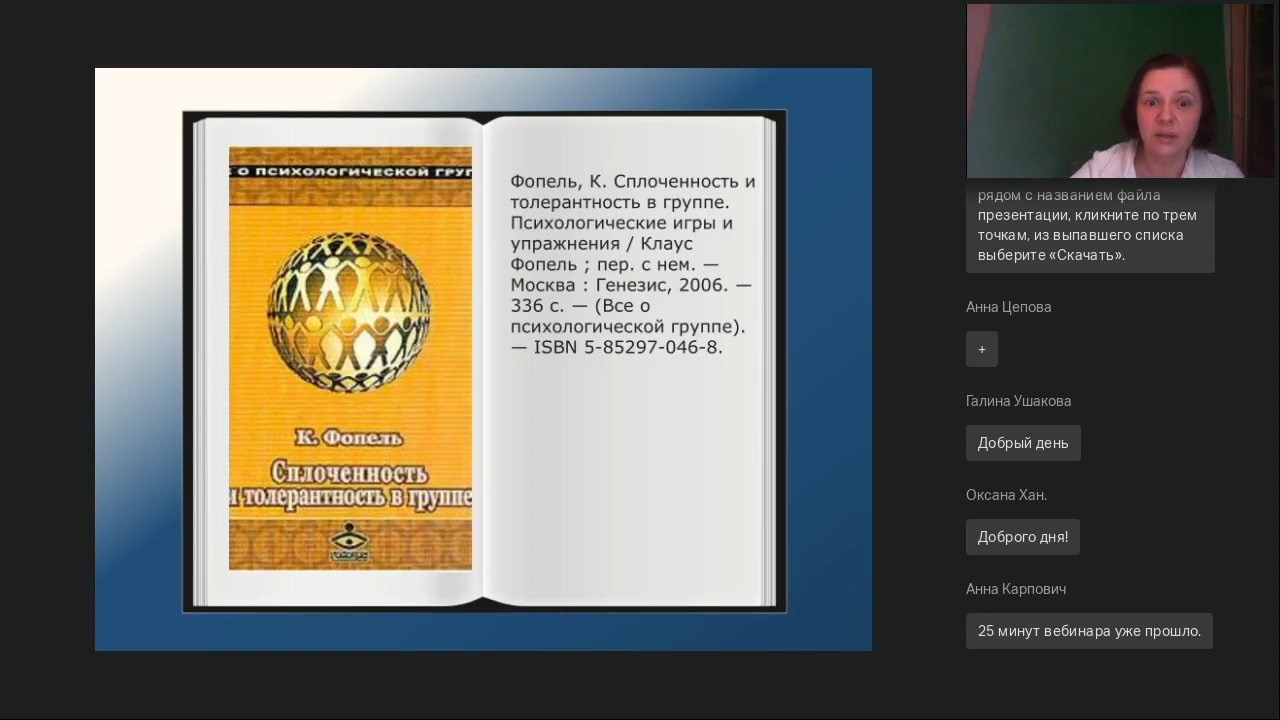 О ПСИХОЛОГИЧЕСКОЙ ГРУП
К. Фопель
Сплоченность
и толерантность в группе
Фопель, К. Сплоченность и
толерантность в группе.
Психологические игры и
упражнения / Клаус
Фопель ; пер. с нем. —
Москва : Генезис, 2006. —
336 с. — (Все о
психологической группе).
— ISBN 5-85297-046-8.
рядом с названием файла
презентации, кликните по трем
точкам, из выпавшего списка
выберите «Скачать».
Анна Цепова
+
Галина Ушакова
Добрый день
Оксана Хан.
Доброго дня!
Анна Карпович
25 минут вебинара уже прошло.